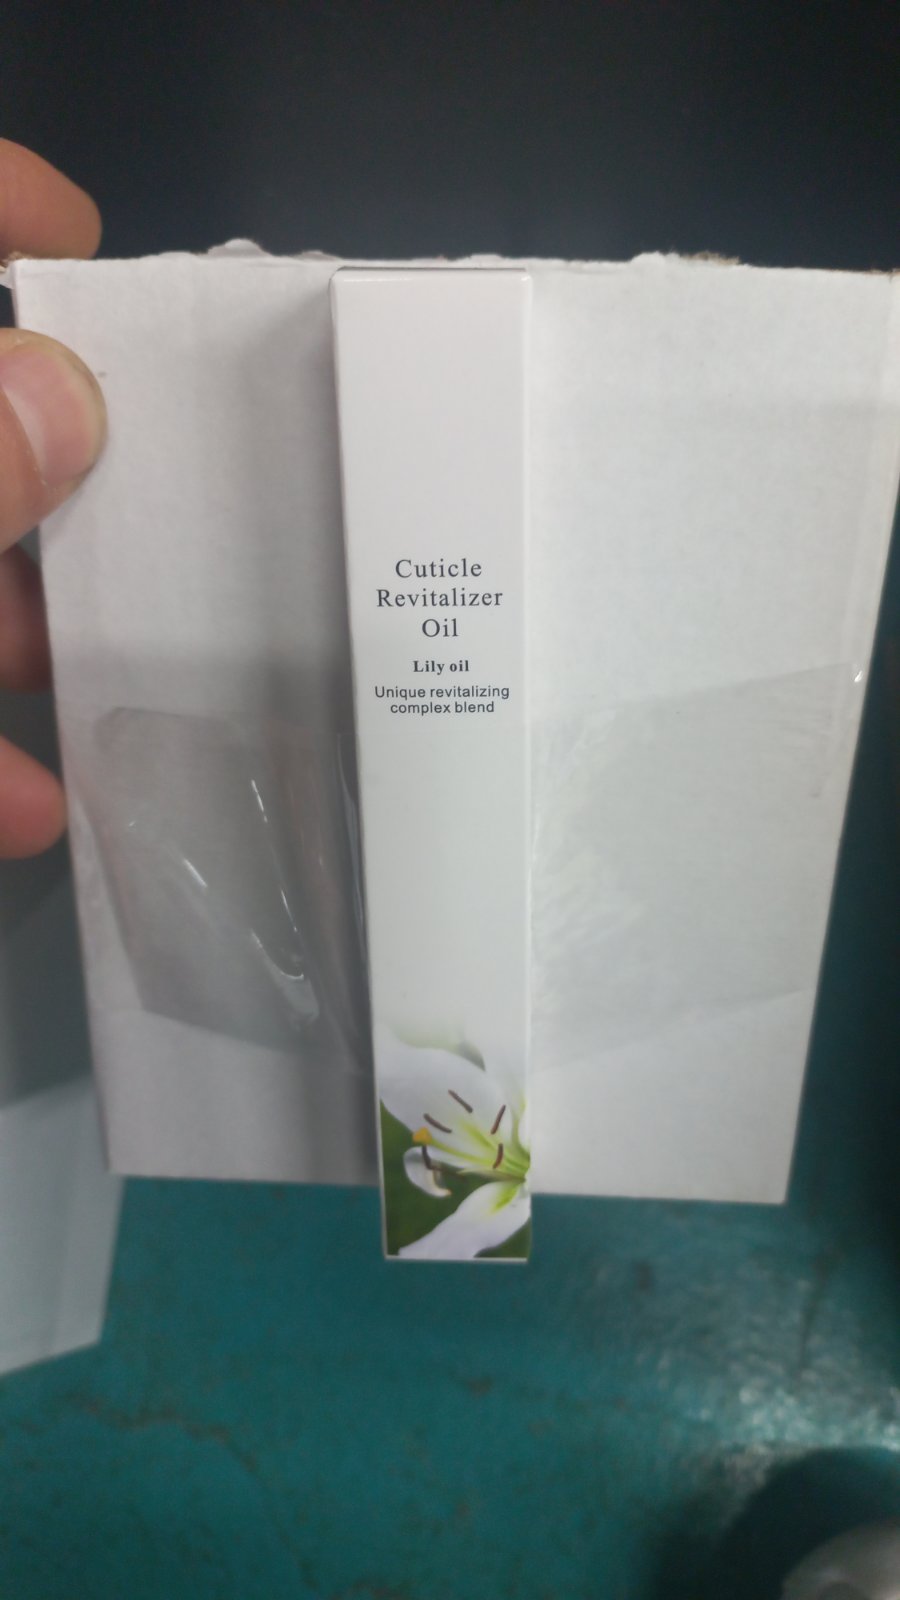 Cuticle
Revitalizer
Oil
Lily oil
Unique revitalizing
complex blend